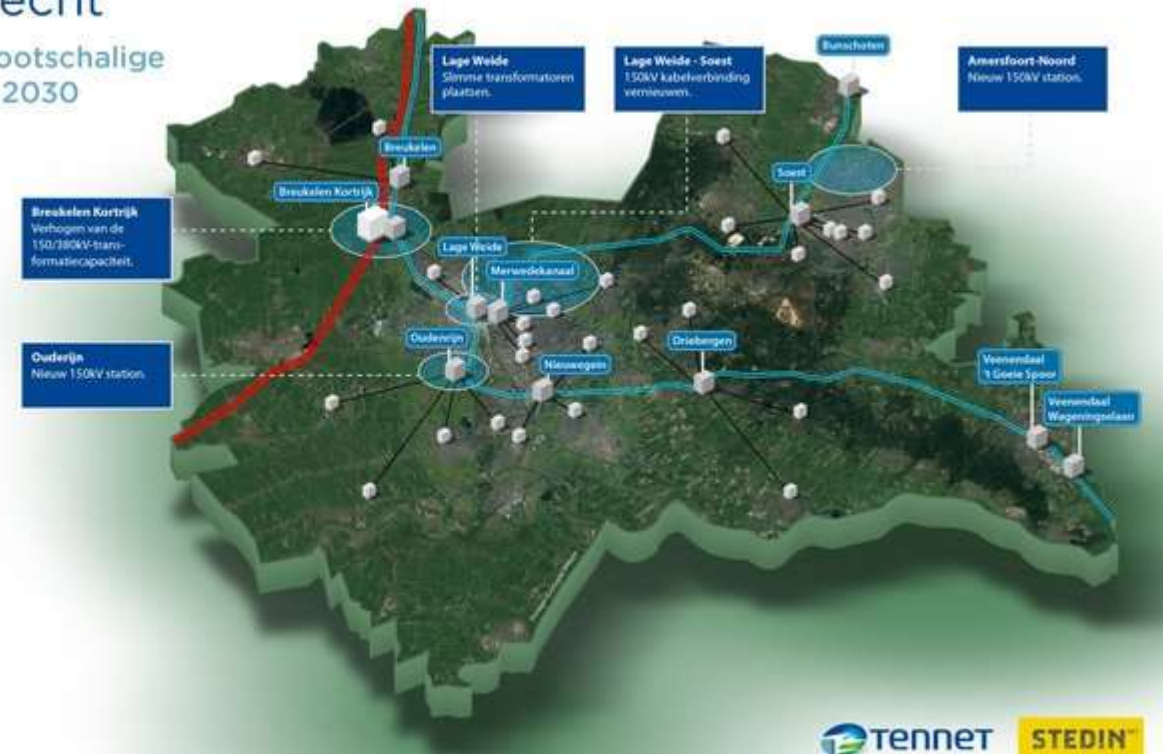 echt
ootschalige
2030
Lage Weide
Slimme transformatoren
plaatsen.
Lage Weide - Soest
150kV kabelverbinding
vernieuwen.
Bunschoten
Amersfoort-Noord
Nieuw 150kV station.
Breukelen
Soest
Breukelen Kortrijk
Breukelen Kortrijk
Verhogen van de
150/380kV-trans-
formatiecapaciteit.
Lage Weide
Merwedekanaal
Oudenrijn
Driebergen
Ouderijn
Nieuw 150kV station.
Nieuwegein
Veenendaal
't Goeie Spoor
Veenendaal
Wageningselaan
TENNET
STEDIN